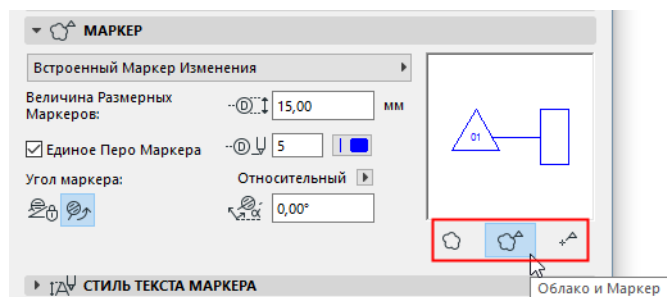 МАРКЕР
Встроенный Маркер Изменения
Величина Размерных
Маркеров:
15,00
мм
Единое Перо Маркера
5
Угол маркера:
Относительный
α
0,00°
01
СТИЛЬ ТЕКСТА МАРКЕРА
Облако и Маркер